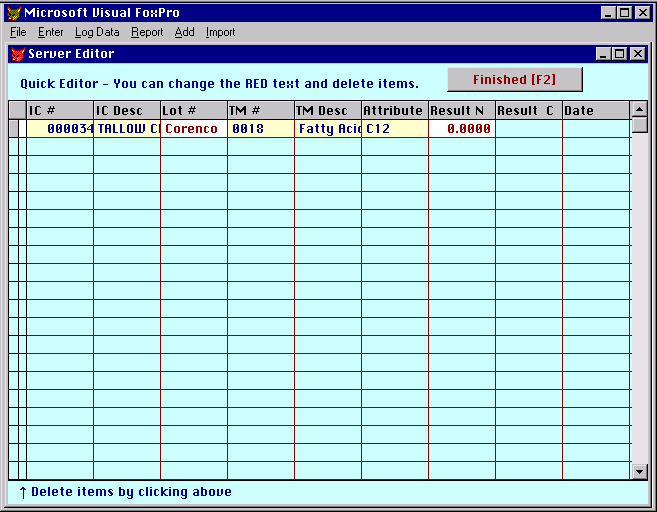 Microsoft Visual FoxPro
File Enter Log Data Report Add Import
Server Editor
Quick Editor - You can change the RED text and delete items. Finished [F2]
IC # IC Desc Lot # TM # TM Desc Attribute Result N Result C Date
000034 TALLOW Corenco 0018 Fatty C12 0.0000
↑ Delete items by clicking above